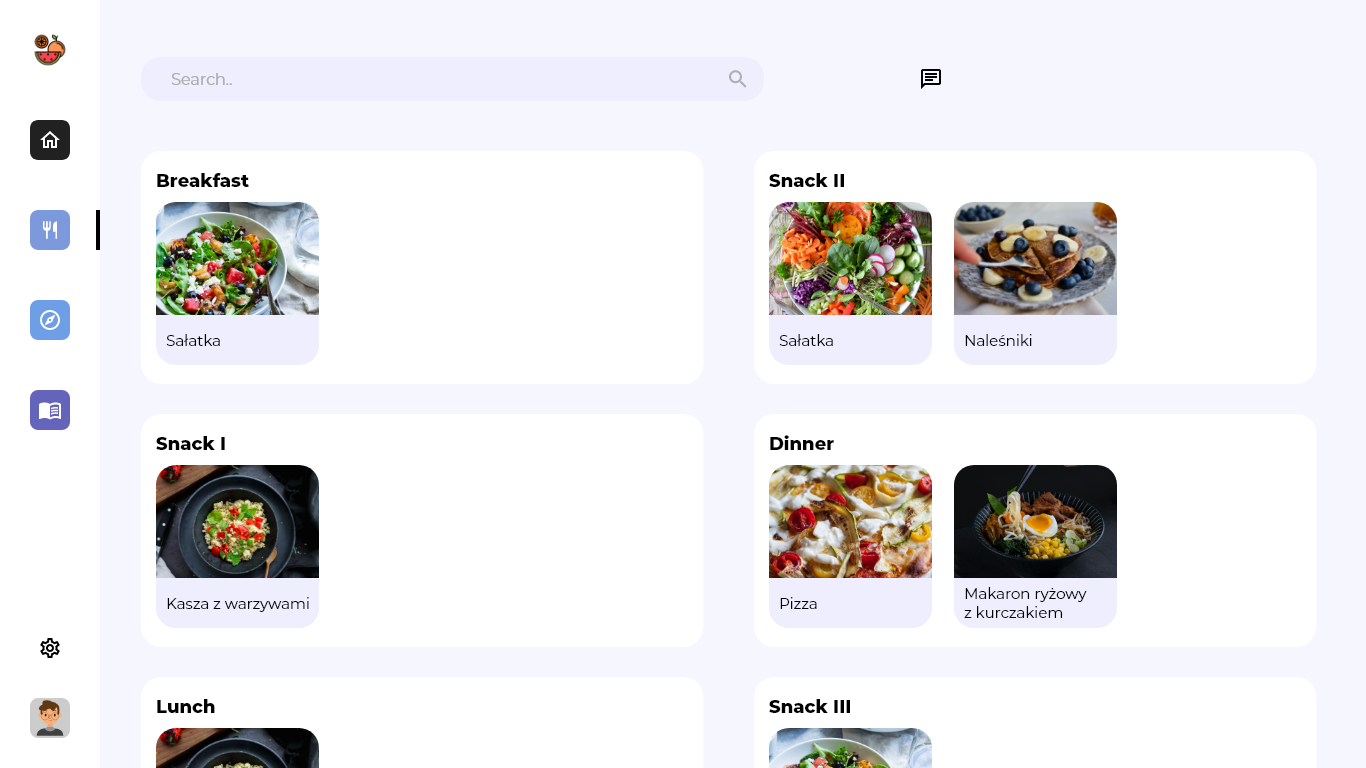 Search..
Breakfast
Sałatka
Snack II
Sałatka
Naleśniki
Snack I
Kasza z warzywami
Dinner
Pizza
Makaron ryżowy
z kurczakiem
Lunch
Snack III